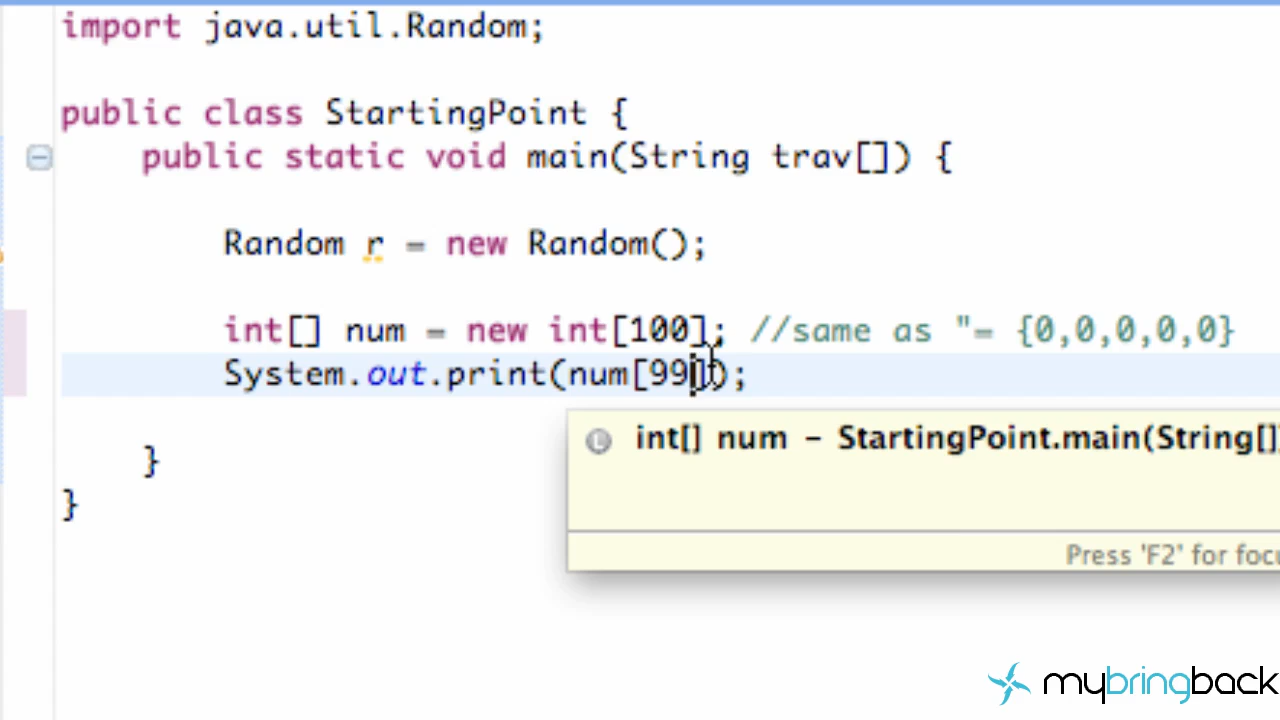 import java.util.Random;
public class StartingPoint {
public static void main(String trav[]) {
Random r = new Random();
int[] num = new int[100]; //same as "= {0,0,0,0,0}
System.out.print(num[99]);
int[] num - StartingPoint.main(String[])
}
}
Press 'F2' for focu
mybringback